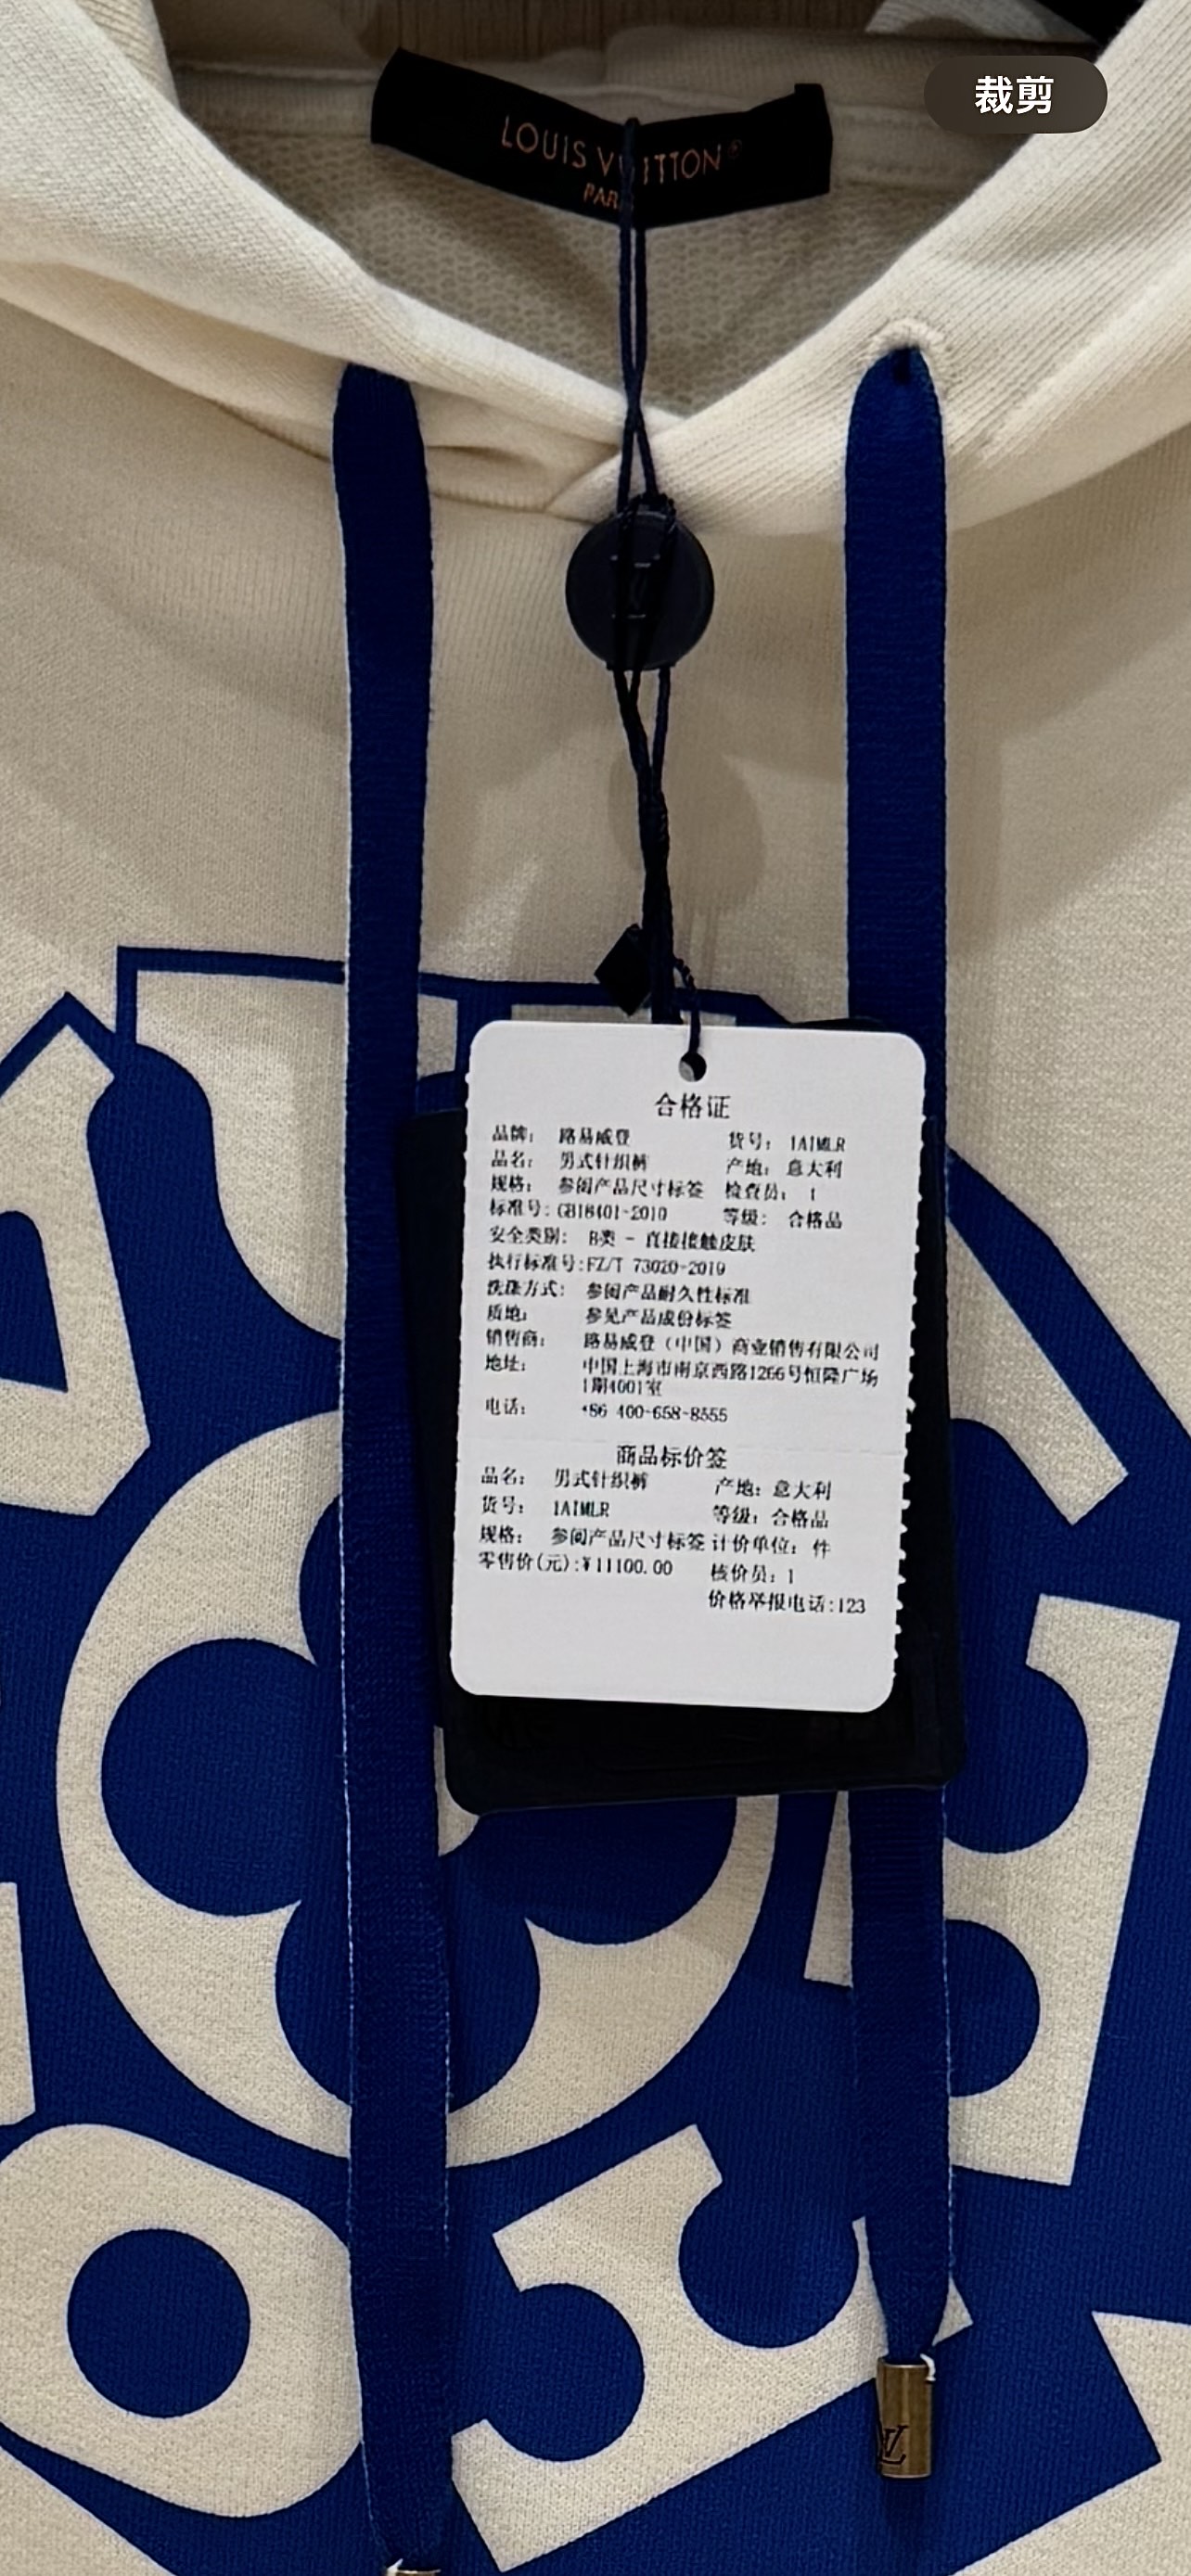 裁剪
LOUIS VUITTON®
PARIS
合格证
品牌： 路易威登 货号： 1A1MLR
品名： 男式针织裤 产地： 意大利
规格： 参阅产品尺寸标签 检查员： 1
标准号：GB18401-2010 等级： 合格品
安全类别： B类 - 直接接触皮肤
执行标准号：FZ/T 73020-2019
洗涤方式： 参阅产品耐久性标准
质地： 参见产品成份标签
销售商： 路易威登（中国）商业销售有限公司
地址： 中国上海市南京西路1266号恒隆广场
1期4001室
电话： +86 400-658-8555
商品标价签
品名： 男式针织裤 产地：意大利
货号： 1A1MLR 等级：合格品
规格： 参阅产品尺寸标签 计价单位： 件
零售价(元):¥11100.00 核价员：1
价格举报电话:123
LV